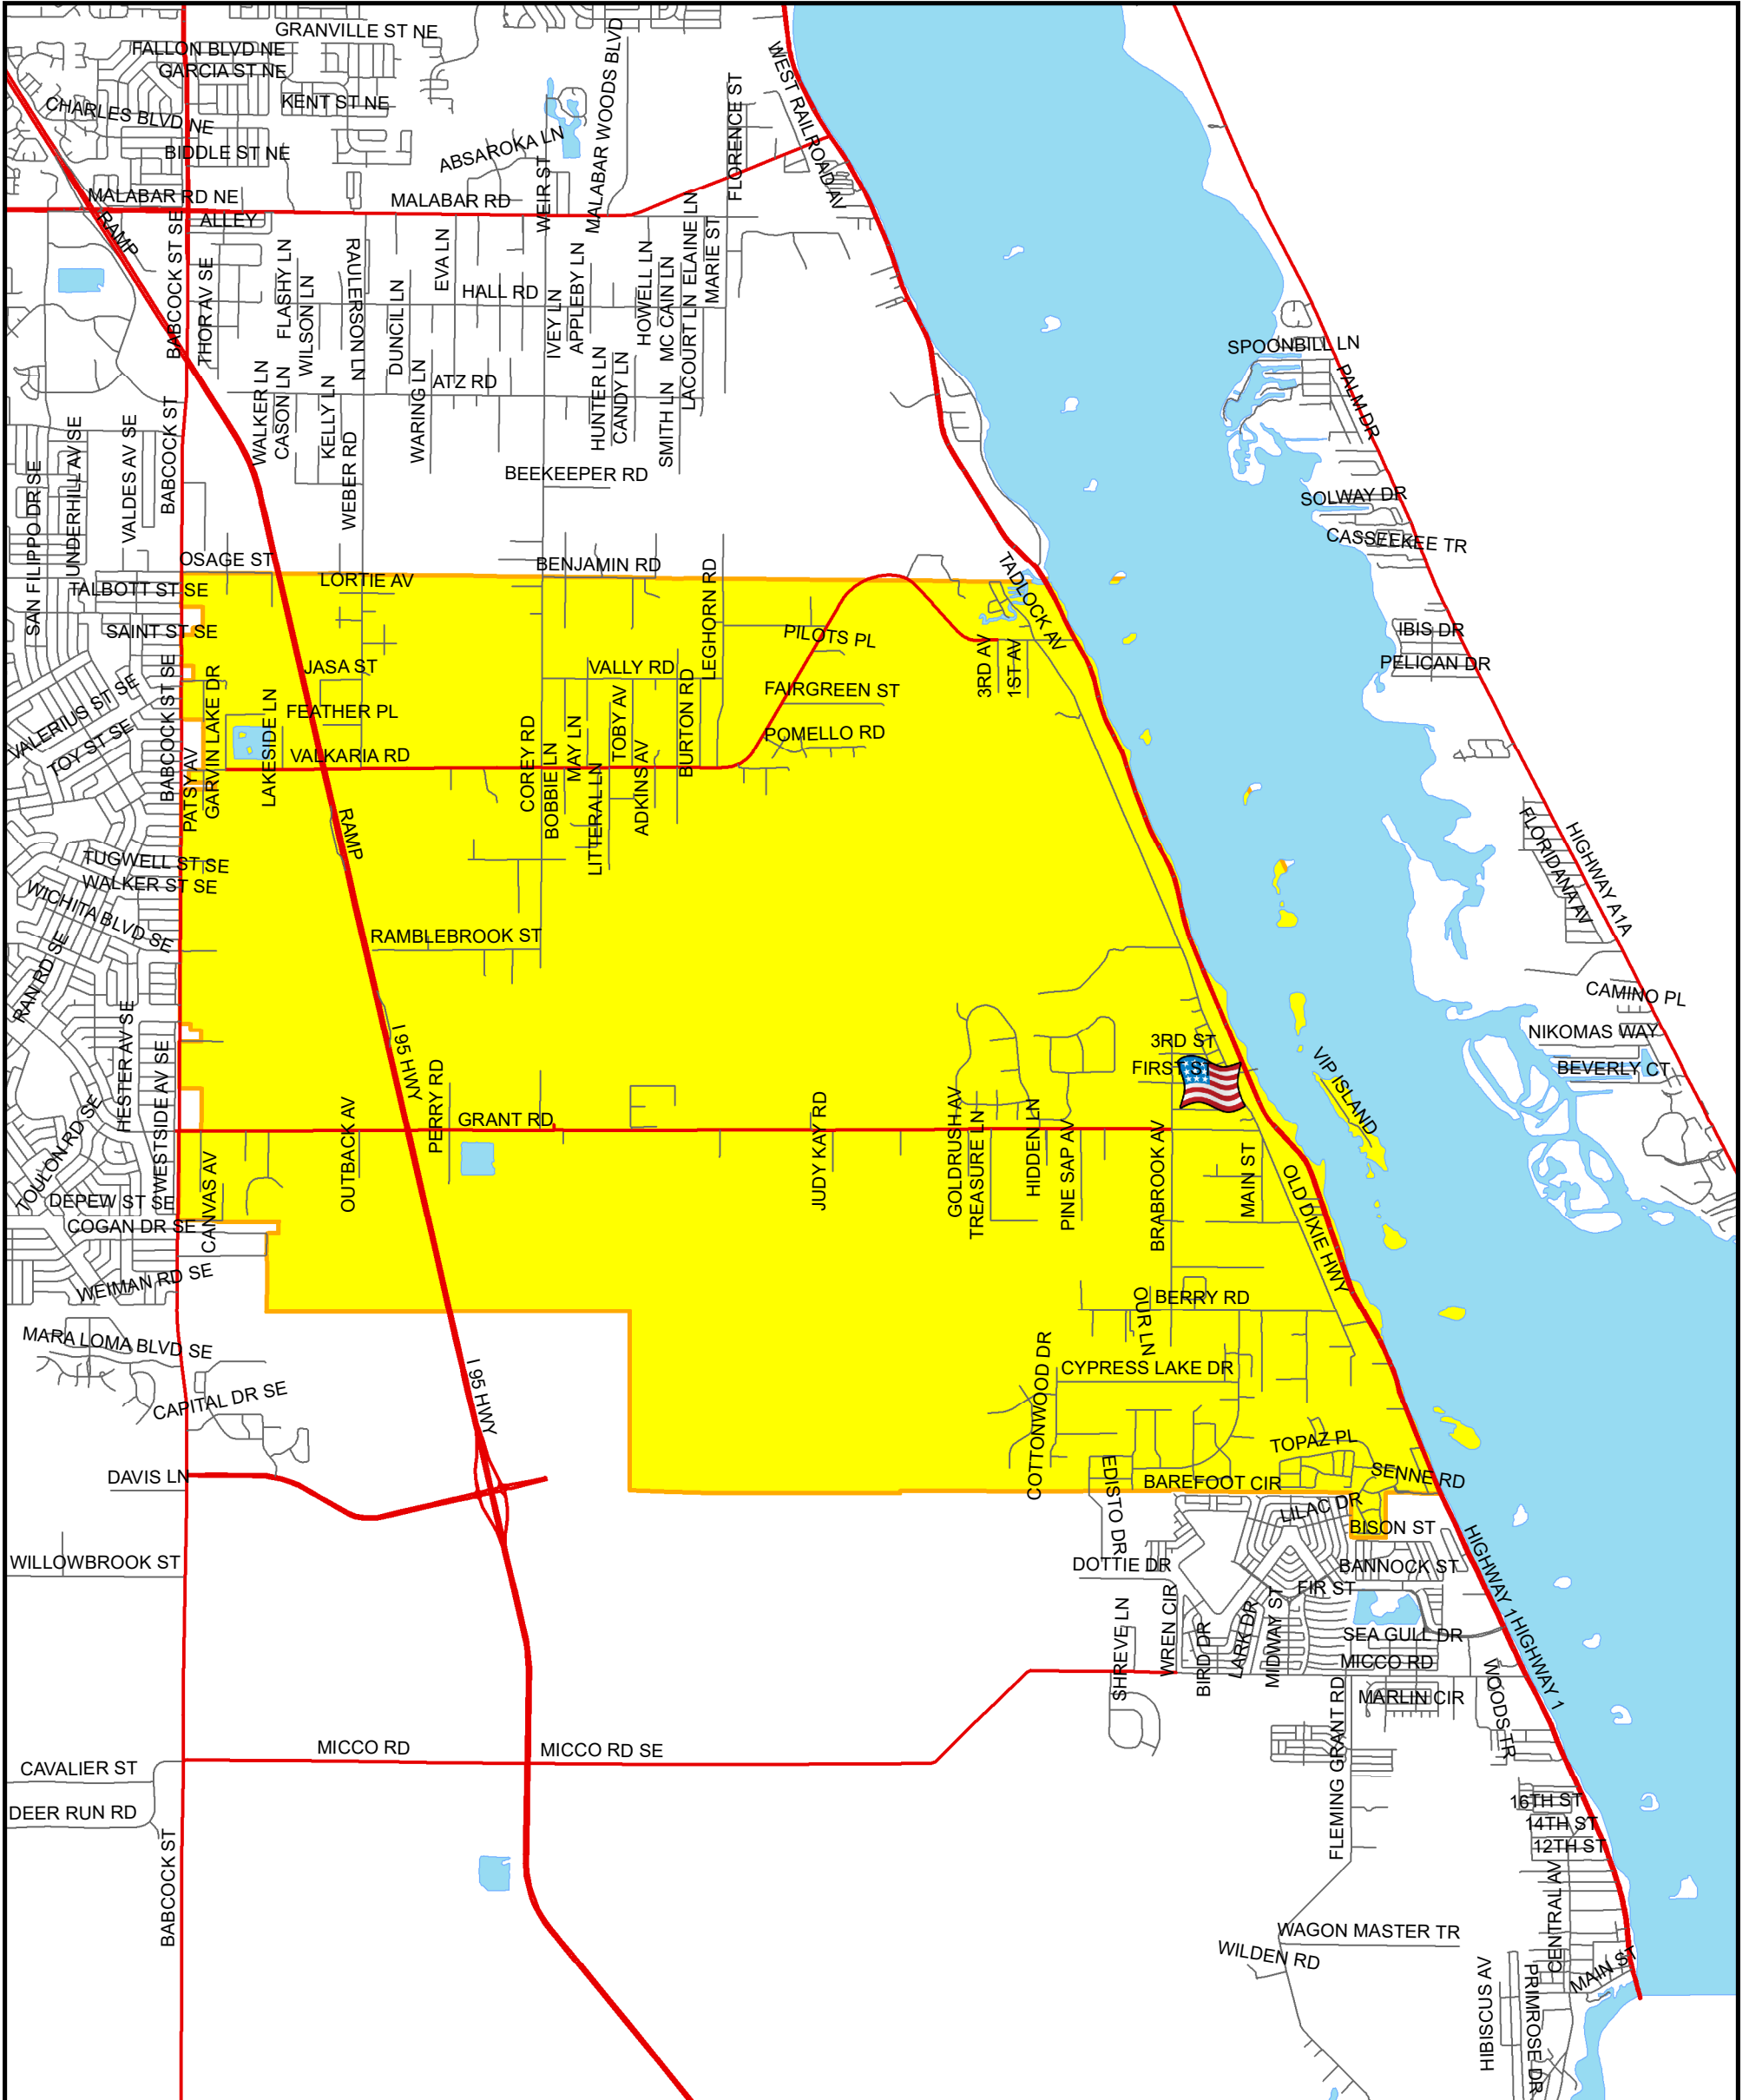 GRANVILLE ST NE
FALLON BLVD NE
GARCIA ST NE
KENT ST NE
CHARLES BLVD NE
BIDDLE ST NE
ABSAROKA LN
MALABAR WOODS BLVD
FLORENCE ST
WEST RAILROAD AV
MALABAR RD NE
MALABAR RD
WEIR ST
ALLEY
RAMP
BABCOCK ST SE
THOR AV SE
FLASHY LN
WILSON LN
RAULERSON LN
DUNCIL LN
EVA LN
HALL RD
IVEY LN
APPLEBY LN
HOWELL LN
MC CAIN LN
ELAINE LN
LACOURT LN
MARIE ST
SPOONBILL LN
PALM DR
WALKER LN
CASON LN
KELLY LN
WEBER RD
WARING LN
ATZ RD
HUNTER LN
CANDY LN
SMITH LN
BEEKEEPER RD
SAN FILIPPO DR SE
UNDERHILL AV SE
VALDES AV SE
BABCOCK ST
SOLWAY DR
CASSEEKEE TR
OSAGE ST
LORTIE AV
BENJAMIN RD
LEGHORN RD
TADLOCK AV
TALBOTT ST SE
SAINT ST SE
PILOTS PL
3RD AV
1ST AV
IBIS DR
PELICAN DR
JASA ST
VALLY RD
FAIRGREEN ST
BABCOCK ST SE
GARVIN LAKE DR
LAKESIDE LN
FEATHER PL
VALERIUS ST SE
TOY ST SE
VALKARIA RD
COREY RD
BOBBIE LN
MAY LN
LITTERAL LN
TOBY AV
ADKINS AV
BURTON RD
POMELLO RD
PATSY AV
RAMP
FLORIDANA AV
HIGHWAY A1A
TUGWELL ST SE
WALKER ST SE
WICHITA BLVD SE
RAMBLEBROOK ST
RAN RD SE
CAMINO PL
NIKOMAS WAY
BEVERLY CT
HESTER AV SE
WESTSIDE AV SE
I 95 HWY
PERRY RD
3RD ST
FIRST ST
VIP ISLAND
TOULON RD SE
OUTBACK AV
GRANT RD
JUDY KAY RD
GOLDRUSH AV
TREASURE LN
HIDDEN LN
PINE SAP AV
BRABROOK AV
MAIN ST
OLD DIXIE HWY
DEPEW ST SE
CANVAS AV
COGAN DR SE
WEIMAN RD SE
OUR LN
BERRY RD
MARA LOMA BLVD SE
I 95 HWY
COTTONWOOD DR
CYPRESS LAKE DR
CAPITAL DR SE
TOPAZ PL
DAVIS LN
EDISTO DR
BAREFOOT CIR
SENNE RD
LILAC DR
BISON ST
WILLOWBROOK ST
DOTTIE DR
BANNOCK ST
HIGHWAY 1
HIGHWAY 1
FIR ST
SHREVE LN
WREN CIR
BIRD DR
LARK DR
MIDWAY ST
SEA GULL DR
MICCO RD
MARLIN CIR
WOODS TR
FLEMING GRANT RD
MICCO RD
MICCO RD SE
CAVALIER ST
DEER RUN RD
16TH ST
14TH ST
12TH ST
BABCOCK ST
CENTRAL AV
WAGON MASTER TR
WILDEN RD
HIBISCUS AV
PRIMROSE DR
MAIN ST